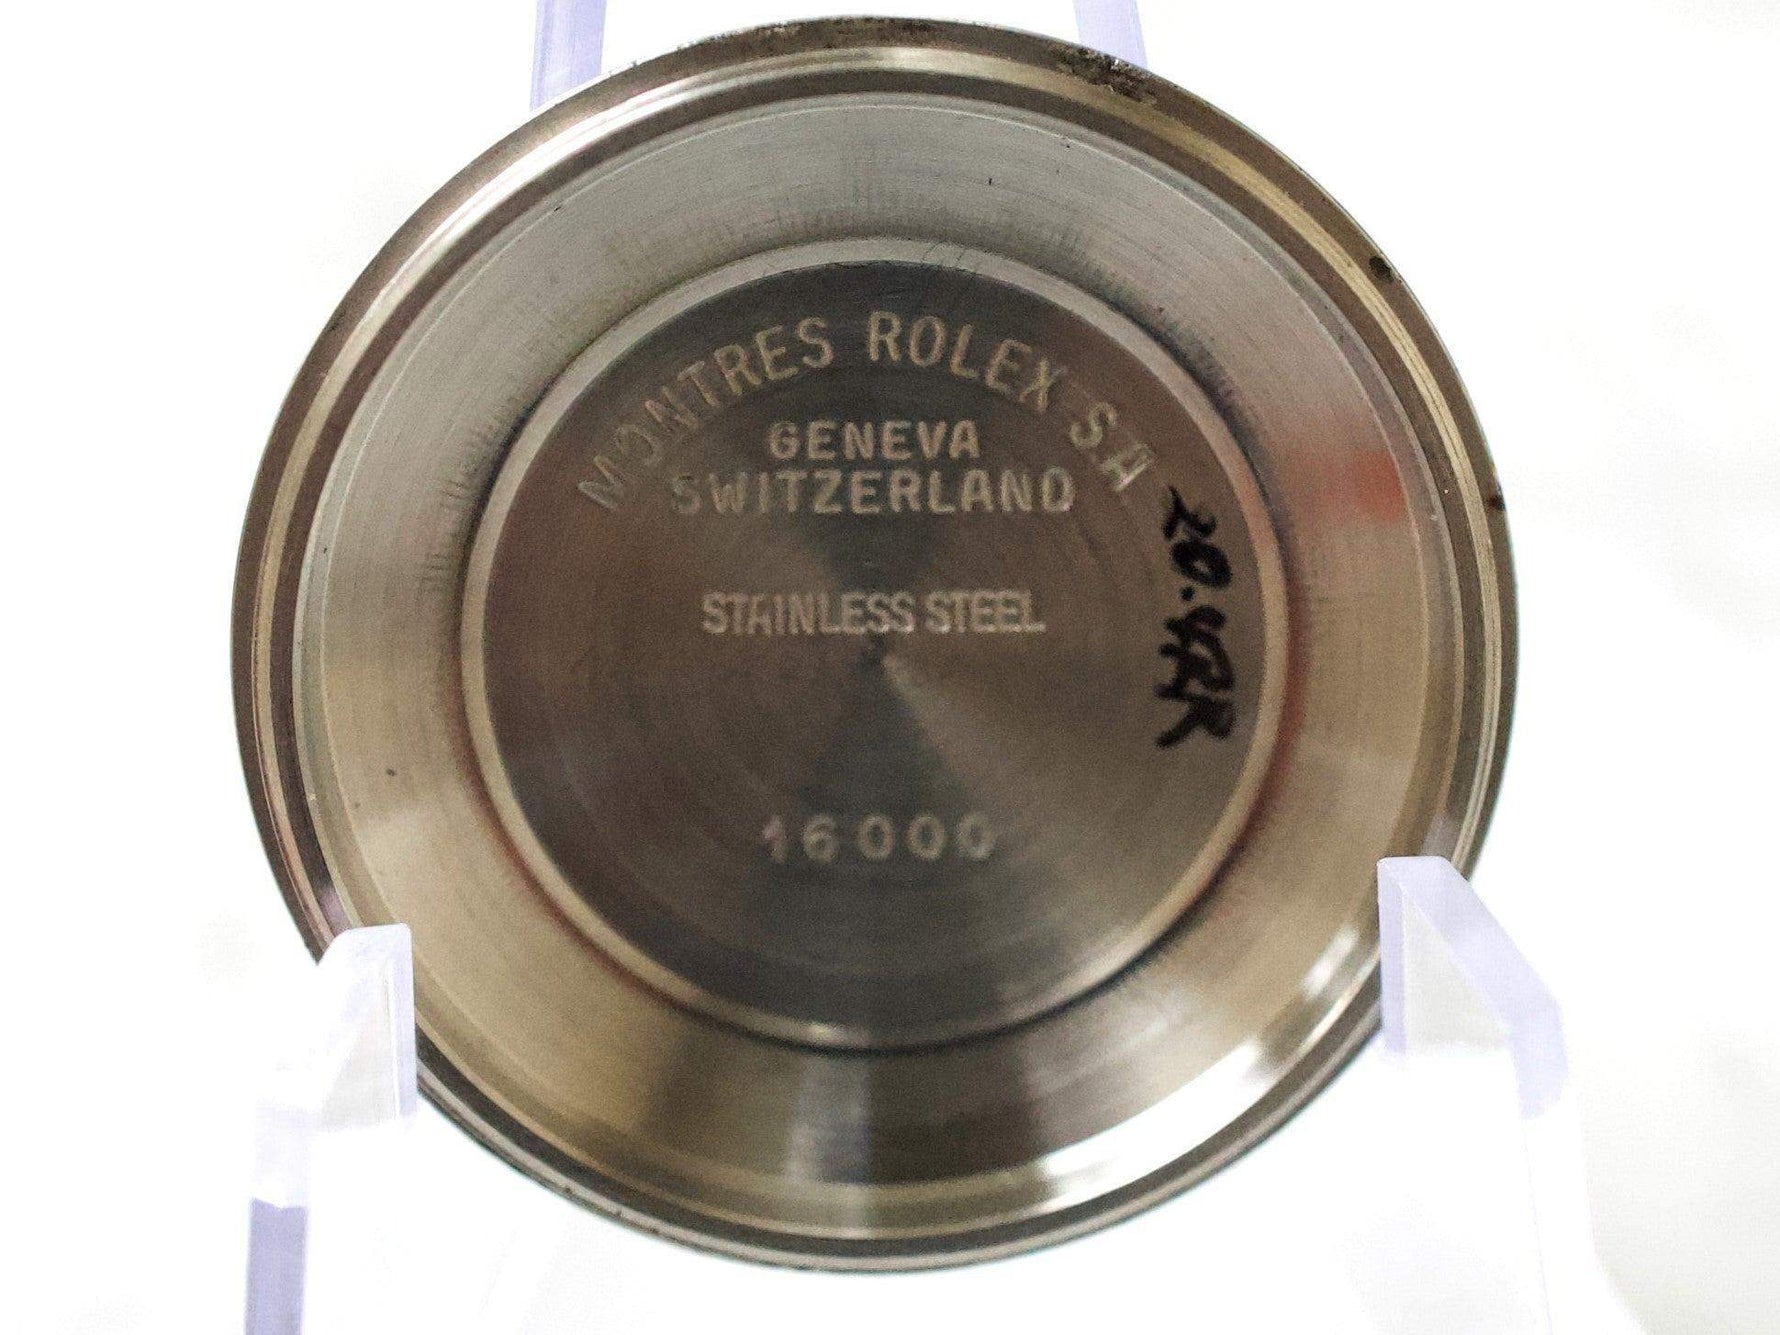 MONTRES ROLEX S.A
GENEVA
SWITZERLAND
STAINLESS STEEL
16000